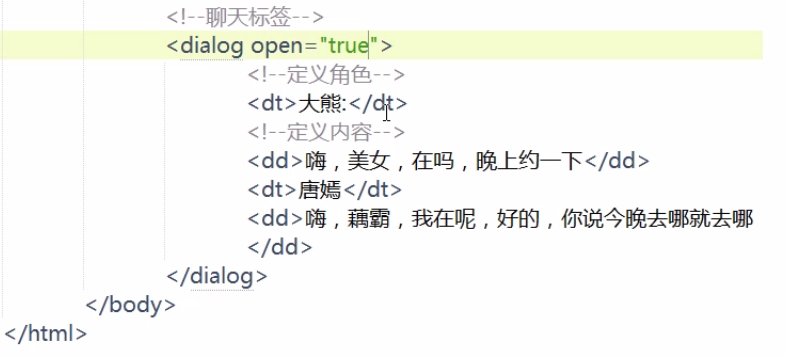 <!--聊天标签-->
<dialog open="true">
<!--定义角色-->
<dt>大熊:</dt>
<!--定义内容-->
<dd>嗨，美女，在吗，晚上约一下</dd>
<dt>唐嫣</dt>
<dd>嗨，藕霸，我在呢，好的，你说今晚去哪就去哪
</dd>
</dialog>
</body>
</html>